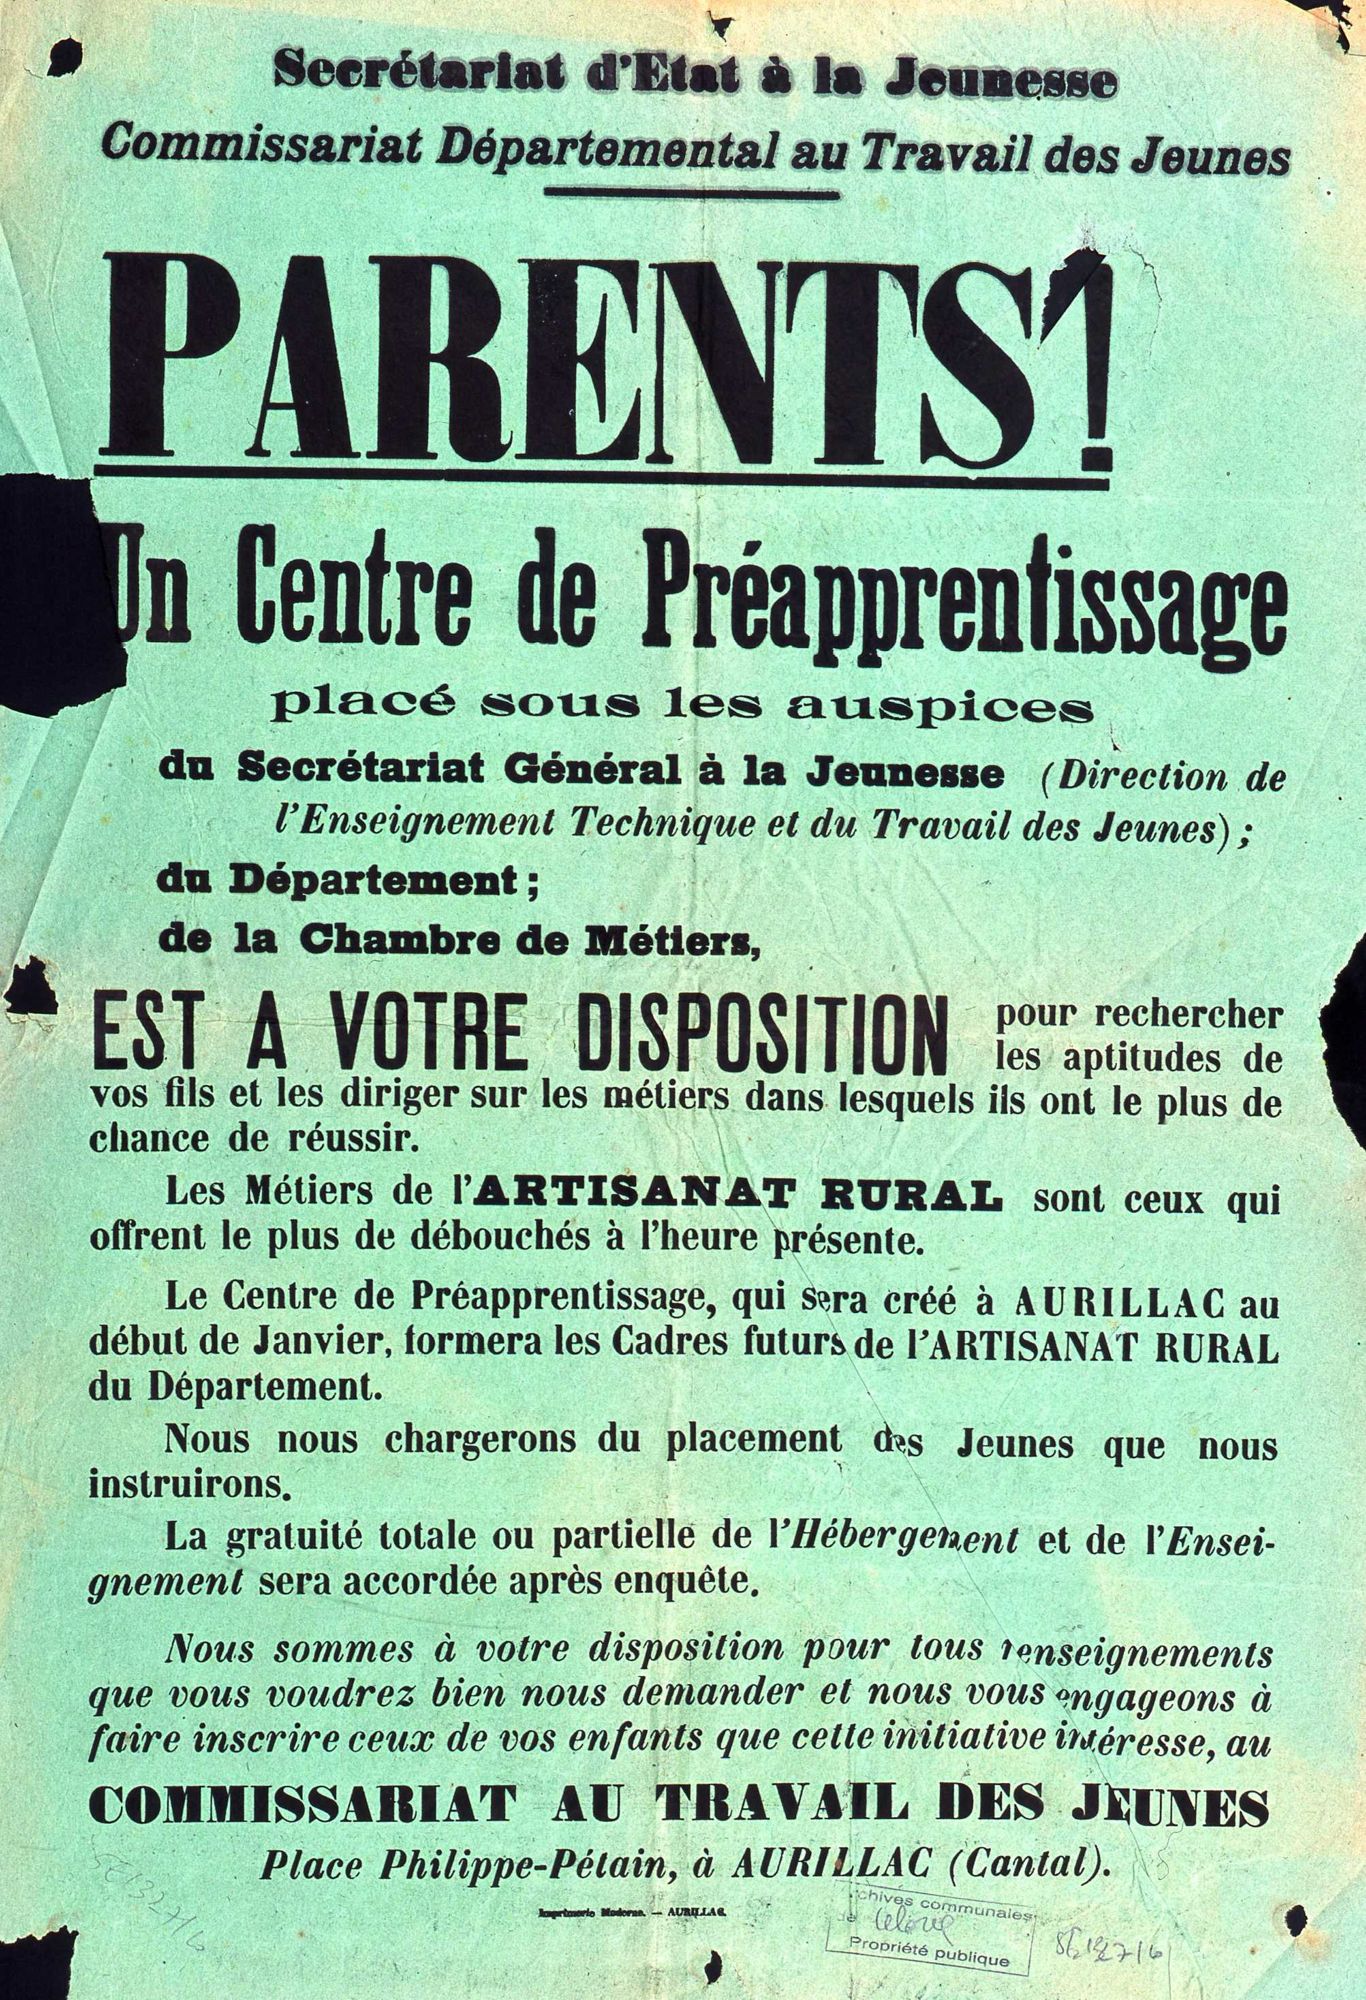 Secrétariat d'Etat à la Jeunesse
Commissariat Départemental au Travail des Jeunes
PARENTS!
Un Centre de Préapprentissage
placé sous les auspices
du Secrétariat Général à la Jeunesse (Direction de
l'Enseignement Technique et du Travail des Jeunes) ;
du Département ;
de la Chambre de Métiers,
EST A VOTRE DISPOSITION pour rechercher
les aptitudes de
vos fils et les diriger sur les métiers dans lesquels ils ont le plus de
chance de réussir.
Les Métiers de l'ARTISANAT RURAL sont ceux qui
offrent le plus de débouchés à l'heure présente.
Le Centre de Préapprentissage, qui sera créé à AURILLAC au
début de Janvier, formera les Cadres futurs de l'ARTISANAT RURAL
du Département.
Nous nous chargerons du placement des Jeunes que nous
instruirons.
La gratuité totale ou partielle de l'Hébergement et de l'Ensei-
gnement sera accordée après enquête.
Nous sommes à votre disposition pour tous renseignements
que vous voudrez bien nous demander et nous vous engageons à
faire inscrire ceux de vos enfants que cette initiative intéresse, au
COMMISSARIAT AU TRAVAIL DES JEUNES
Place Philippe-Pétain, à AURILLAC (Cantal).
Imprimerie Moderne. — AURILLAC.
chives communales
de
Propriété publique